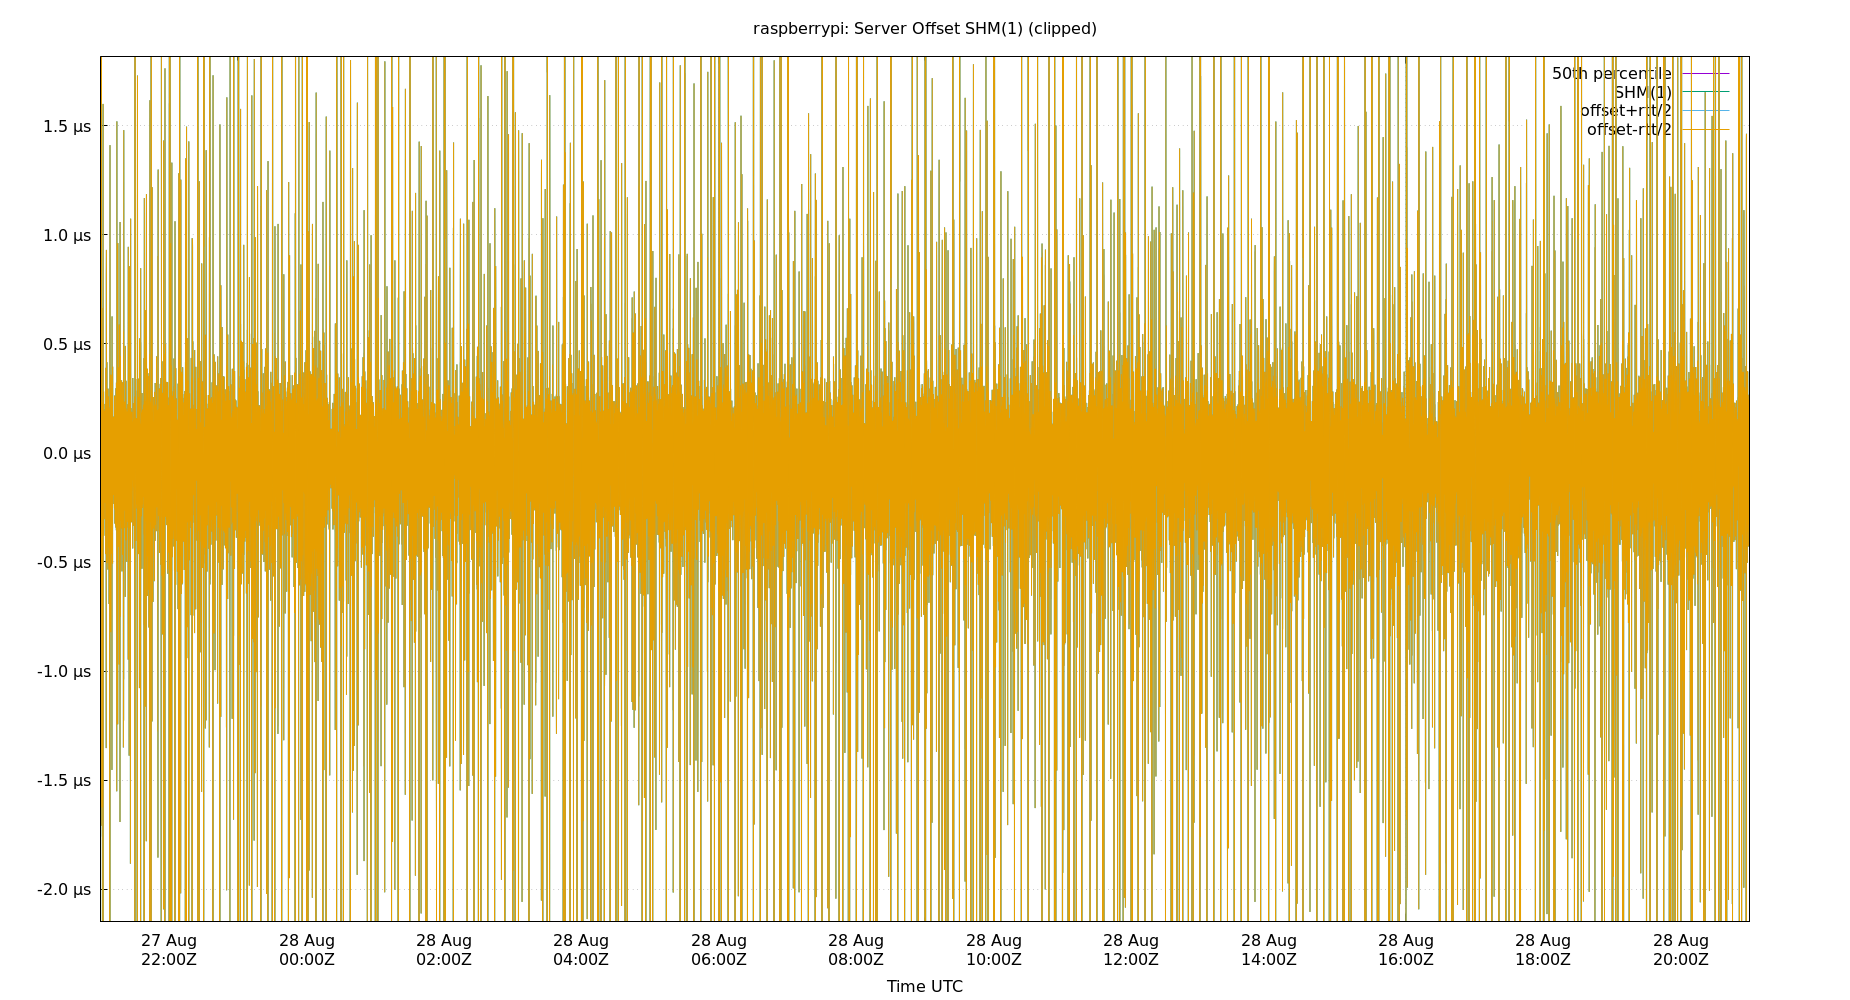 raspberrypi: Server Offset SHM(1) (clipped)
50th percentile
SHM(1)
offset+rtt/2
offset-rtt/2
1.5 μs
1.0 μs
0.5 μs
0.0 μs
-0.5 μs
-1.0 μs
-1.5 μs
-2.0 μs
27 Aug 28 Aug 28 Aug 28 Aug 28 Aug 28 Aug 28 Aug 28 Aug 28 Aug 28 Aug 28 Aug 28 Aug
22:00Z 00:00Z 02:00Z 04:00Z 06:00Z 08:00Z 10:00Z 12:00Z 14:00Z 16:00Z 18:00Z 20:00Z
Time UTC